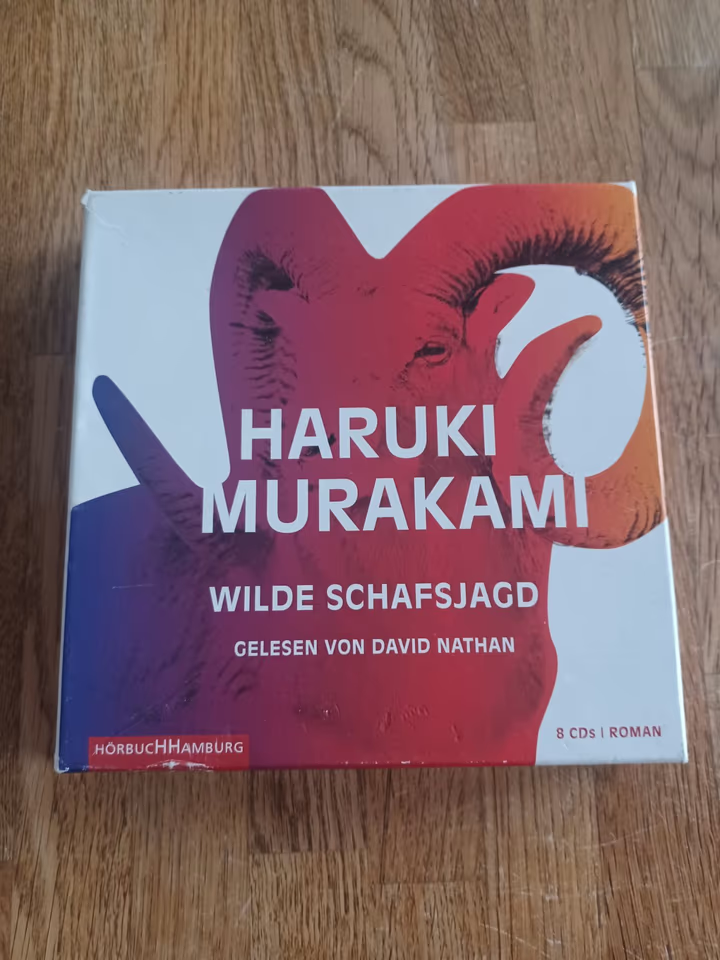 HARUKI
MURAKAMI
WILDE SCHAFSJAGD
GELESEN VON DAVID NATHAN
8 CDs | ROMAN
HÖRBUCHHAMBURG